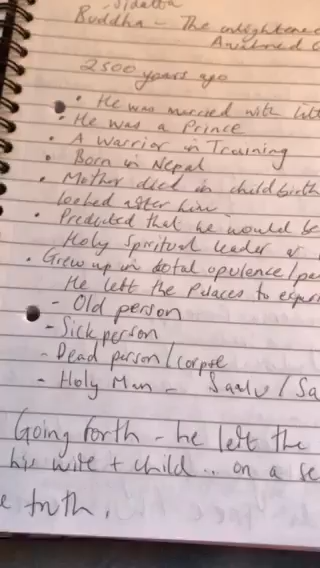 Buddha - The enlightened
Awakened
2500 years ago
• He was married with
• He was a Prince
• A Warrior in Training
• Born in Nepal
• Mother died in childbirth
looked after him
• Predicted that he would be
Holy Spiritual leader or
• Grew up in total opulence/
He left the Palaces to
- Old person
- Sick person
- Dead person/corpse
- Holy Man -
Going forth - he left the
his wife + child .. on a
truth.